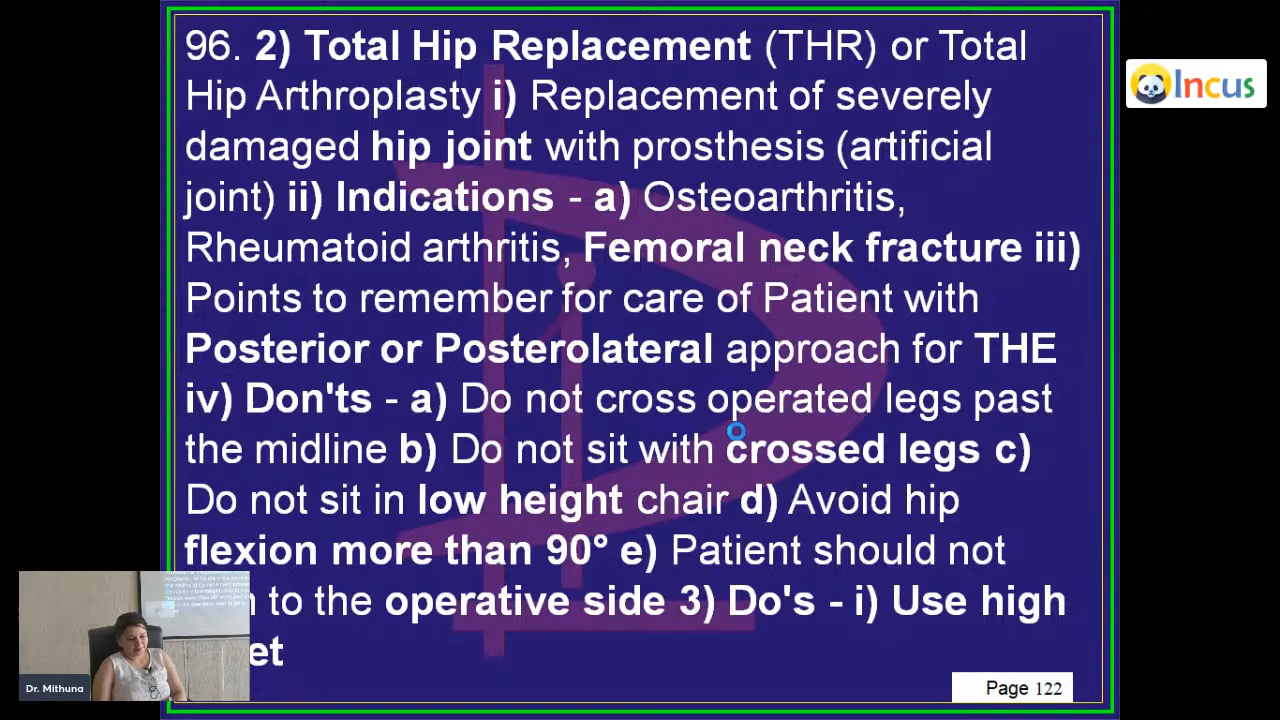 96. 2) Total Hip Replacement (THR) or Total
Hip Arthroplasty i) Replacement of severely
damaged hip joint with prosthesis (artificial
joint) ii) Indications - a) Osteoarthritis,
Rheumatoid arthritis, Femoral neck fracture iii)
Points to remember for care of Patient with
Posterior or Posterolateral approach for THE
iv) Don'ts - a) Do not cross operated legs past
the midline b) Do not sit with crossed legs c)
Do not sit in low height chair d) Avoid hip
flexion more than 90° e) Patient should not
to the operative side 3) Do's - i) Use high
Page 122
Incus
Dr. Mithuna